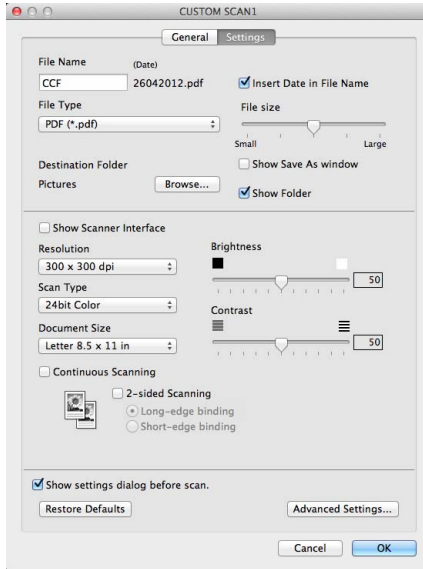 CUSTOM SCAN1
General Settings
File Name (Date)
CCF 26042012.pdf
Insert Date in File Name
File Type
PDF (*.pdf)
File size
Small Large
Destination Folder
Pictures Browse...
Show Save As window
Show Folder
Show Scanner Interface
Resolution
300 x 300 dpi
Scan Type
24bit Color
Document Size
Letter 8.5 x 11 in
Brightness
50
Contrast
50
Continuous Scanning
2-sided Scanning
Long-edge binding
Short-edge binding
Show settings dialog before scan.
Restore Defaults Advanced Settings...
Cancel OK